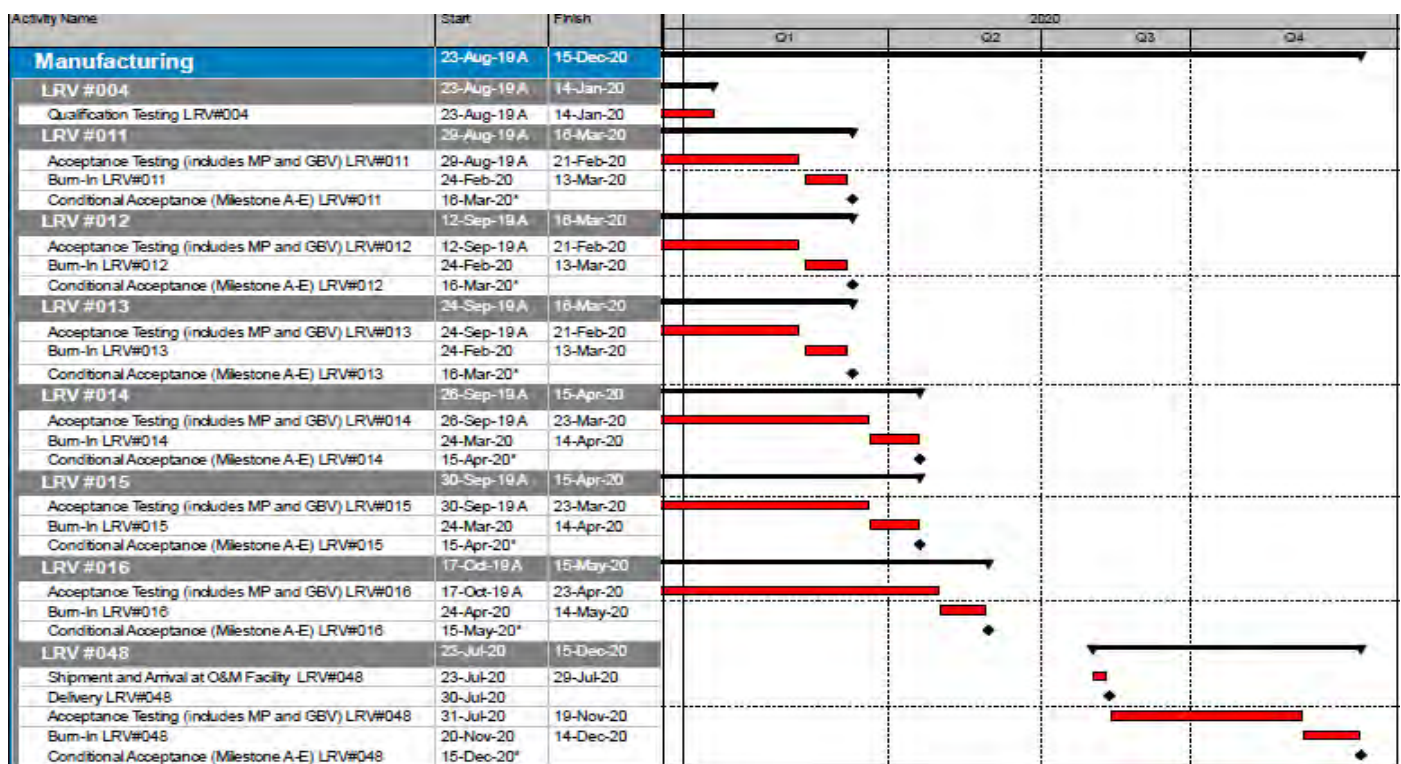 Activity Name Start Finish 2020
Q1 Q2 Q3 Q4
Manufacturing 23-Aug-19 A 15-Dec-20
LRV #004 23-Aug-19 A 14-Jan-20
Qualification Testing LRV#004 23-Aug-19 A 14-Jan-20
LRV #011 29-Aug-19 A 16-Mar-20
Acceptance Testing (includes MP and GBV) LRV#011 29-Aug-19 A 21-Feb-20
Burn-In LRV#011 24-Feb-20 13-Mar-20
Conditional Acceptance (Milestone A-E) LRV#011 16-Mar-20*
LRV #012 12-Sep-19 A 16-Mar-20
Acceptance Testing (includes MP and GBV) LRV#012 12-Sep-19 A 21-Feb-20
Burn-In LRV#012 24-Feb-20 13-Mar-20
Conditional Acceptance (Milestone A-E) LRV#012 16-Mar-20*
LRV #013 24-Sep-19 A 16-Mar-20
Acceptance Testing (includes MP and GBV) LRV#013 24-Sep-19 A 21-Feb-20
Burn-In LRV#013 24-Feb-20 13-Mar-20
Conditional Acceptance (Milestone A-E) LRV#013 16-Mar-20*
LRV #014 26-Sep-19 A 15-Apr-20
Acceptance Testing (includes MP and GBV) LRV#014 26-Sep-19 A 23-Mar-20
Burn-In LRV#014 24-Mar-20 14-Apr-20
Conditional Acceptance (Milestone A-E) LRV#014 15-Apr-20*
LRV #015 30-Sep-19 A 15-Apr-20
Acceptance Testing (includes MP and GBV) LRV#015 30-Sep-19 A 23-Mar-20
Burn-In LRV#015 24-Mar-20 14-Apr-20
Conditional Acceptance (Milestone A-E) LRV#015 15-Apr-20*
LRV #016 17-Oct-19 A 15-May-20
Acceptance Testing (includes MP and GBV) LRV#016 17-Oct-19 A 23-Apr-20
Burn-In LRV#016 24-Apr-20 14-May-20
Conditional Acceptance (Milestone A-E) LRV#016 15-May-20*
LRV #048 23-Jul-20 15-Dec-20
Shipment and Arrival at O&M Facility LRV#048 23-Jul-20 29-Jul-20
Delivery LRV#048 30-Jul-20
Acceptance Testing (includes MP and GBV) LRV#048 31-Jul-20 19-Nov-20
Burn-In LRV#048 20-Nov-20 14-Dec-20
Conditional Acceptance (Milestone A-E) LRV#048 15-Dec-20*